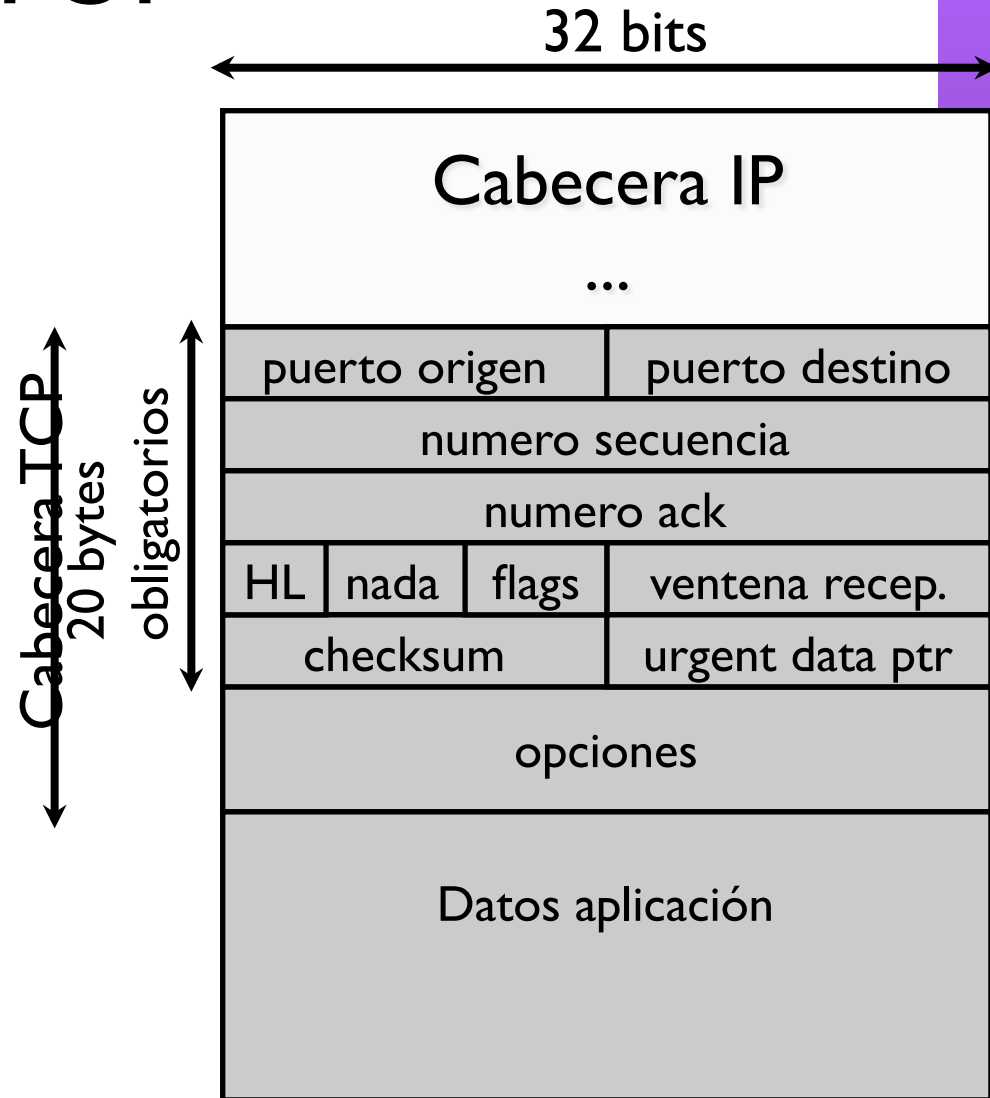 32 bits
Cabecera IP
...
puerto origen puerto destino
numero secuencia
numero ack
HL nada flags ventena recep.
checksum urgent data ptr
opciones
Datos aplicación
Cabecera TCP
20 bytes
obligatorios